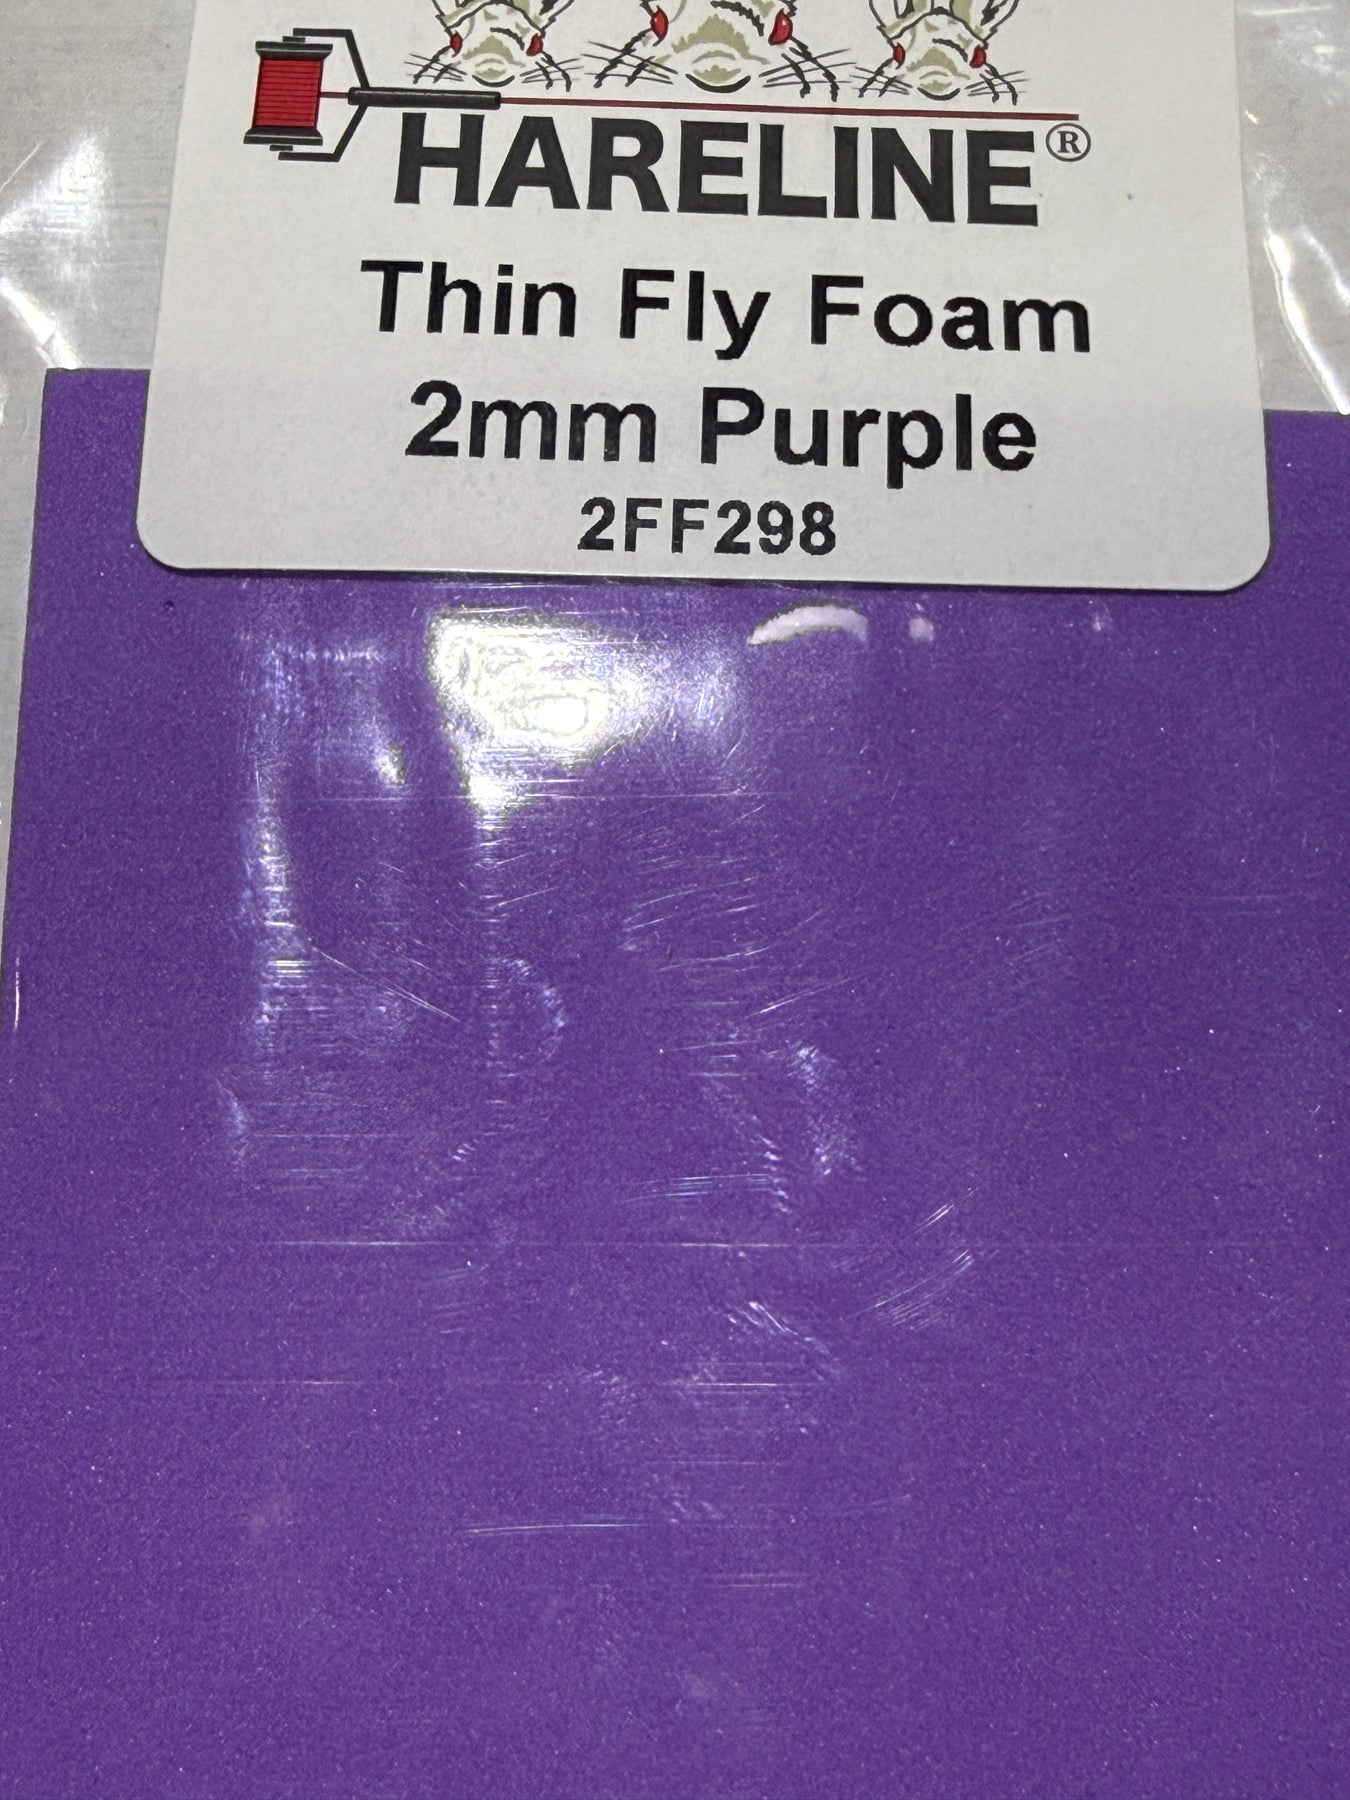 HARELINE®
Thin Fly Foam
2mm Purple
2FF298